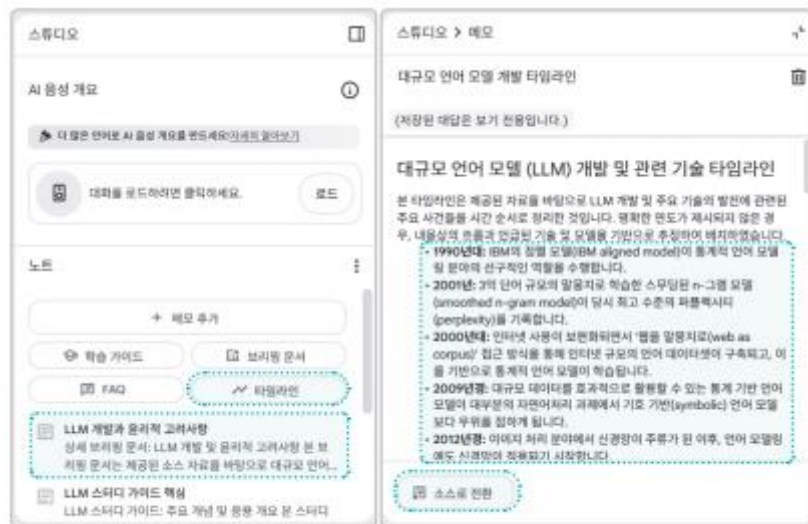 스튜디오
AI 음성 개요
더 많은 언어로 AI 음성 개요를 만드세요!자세히 알아보기
대화를 로드하려면 클릭하세요.
로드
노트
+ 메모 추가
학습 가이드
브리핑 문서
FAQ
타임라인
LLM 개발과 윤리적 고려사항
상세 브리핑 문서: LLM 개발 및 윤리적 고려사항 본 브
리핑 문서는 제공된 소스 자료를 바탕으로 대규모 언어...
LLM 스터디 가이드 핵심
LLM 스터디 가이드: 주요 개념 및 응용 개요 본 스터디
스튜디오 > 메모
대규모 언어 모델 개발 타임라인
(저장된 대답은 보기 전용입니다.)
대규모 언어 모델 (LLM) 개발 및 관련 기술 타임라인
본 타임라인은 제공된 자료를 바탕으로 LLM 개발 및 주요 기술의 발전에 관련된
주요 사건들을 시간 순서로 정리한 것입니다. 명확한 연도가 제시되지 않은 경
우, 내용상의 흐름과 언급된 기술 및 모델을 기반으로 추정하여 배치하였습니다.
• 1990년대: IBM의 정렬 모델(IBM aligned model)이 통계적 언어 모델
링 분야의 선구적인 역할을 수행합니다.
• 2001년: 3억 단어 규모의 말뭉치로 학습한 스무딩된 n-그램 모델
(smoothed n-gram model)이 당시 최고 수준의 퍼플렉시티
(perplexity)를 기록합니다.
• 2000년대: 인터넷 사용이 보편화되면서 '웹을 말뭉치로(web as
corpus)' 접근 방식을 통해 인터넷 규모의 언어 데이터셋이 구축되고, 이
를 기반으로 통계적 언어 모델이 학습됩니다.
• 2009년경: 대규모 데이터를 효과적으로 활용할 수 있는 통계 기반 언어
모델이 대부분의 자연어처리 과제에서 기호 기반(symbolic) 언어 모델
보다 우위를 점하게 됩니다.
• 2012년경: 이미지 처리 분야에서 신경망이 주류가 된 이후, 언어 모델링
에도 신경망이 적용되기 시작합니다.
소스로 전환